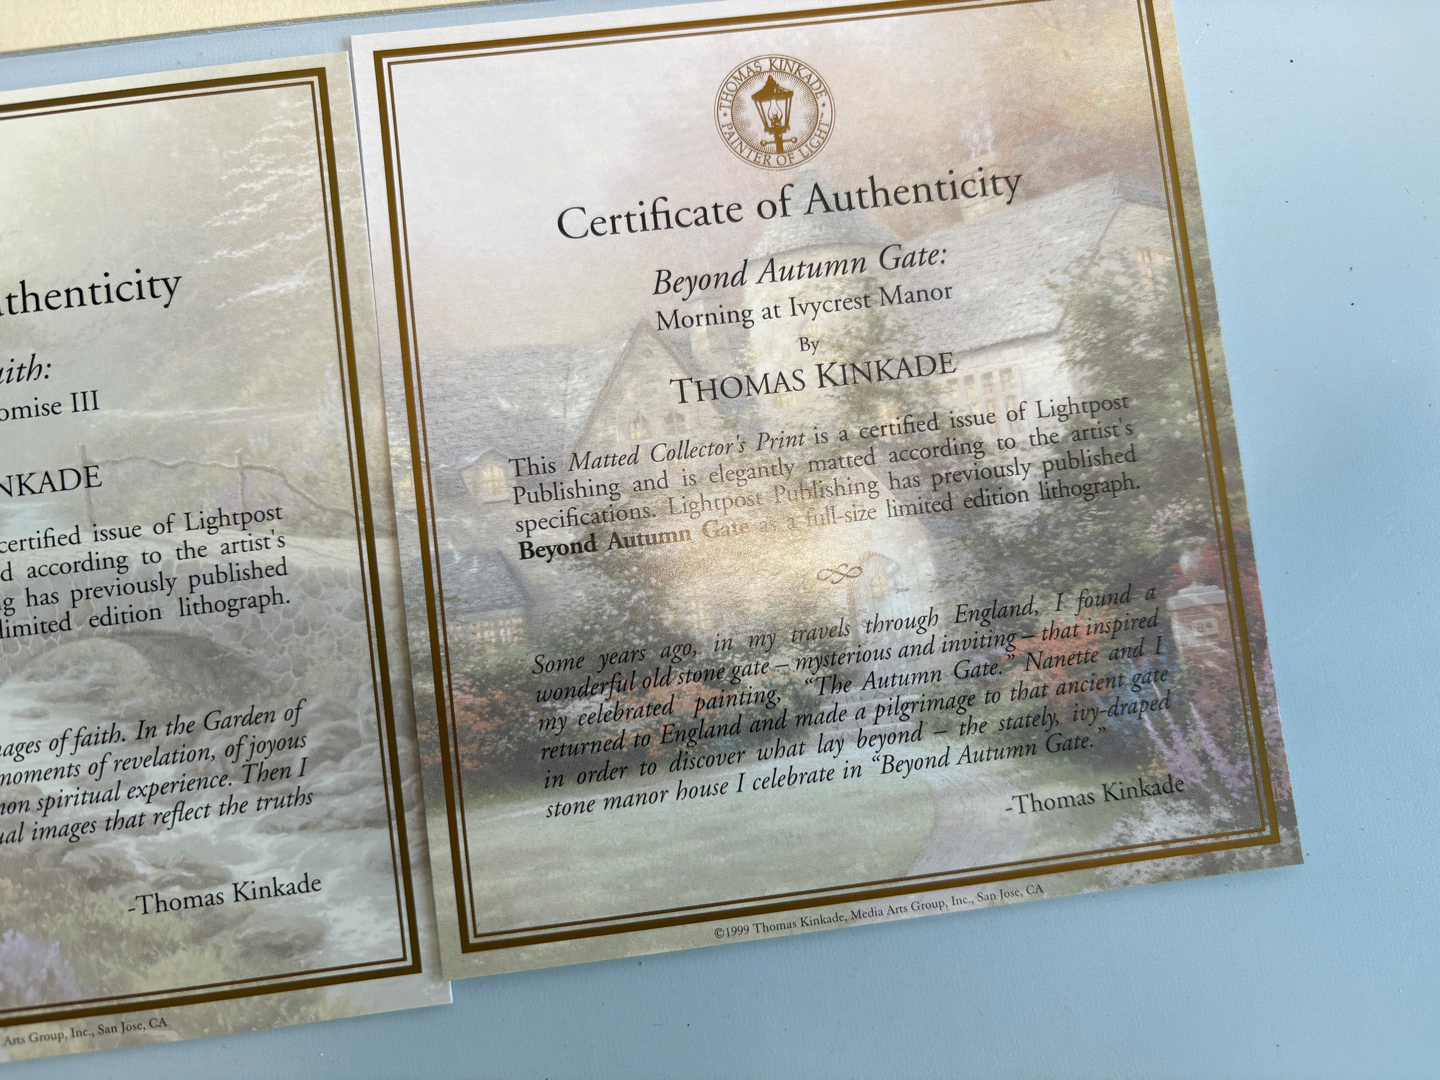 Authenticity
aith:
omise III
NKADE
certified issue of Lightpost
d according to the artist's
ng has previously published
limited edition lithograph.
ages of faith. In the Garden of
moments of revelation, of joyous
mon spiritual experience. Then I
ual images that reflect the truths
-Thomas Kinkade
Arts Group, Inc., San Jose, CA
THOMAS KINKADE
PAINTER OF LIGHT
Certificate of Authenticity
Beyond Autumn Gate:
Morning at Ivycrest Manor
By
THOMAS KINKADE
This Matted Collector's Print is a certified issue of Lightpost
Publishing and is elegantly matted according to the artist's
specifications. Lightpost Publishing has previously published
Beyond Autumn Gate as a full-size limited edition lithograph.
Some years ago, in my travels through England, I found a
wonderful old stone gate – mysterious and inviting – that inspired
my celebrated painting, “The Autumn Gate.” Nanette and I
returned to England and made a pilgrimage to that ancient gate
in order to discover what lay beyond – the stately, ivy-draped
stone manor house I celebrate in “Beyond Autumn Gate.”
-Thomas Kinkade
©1999 Thomas Kinkade, Media Arts Group, Inc., San Jose, CA